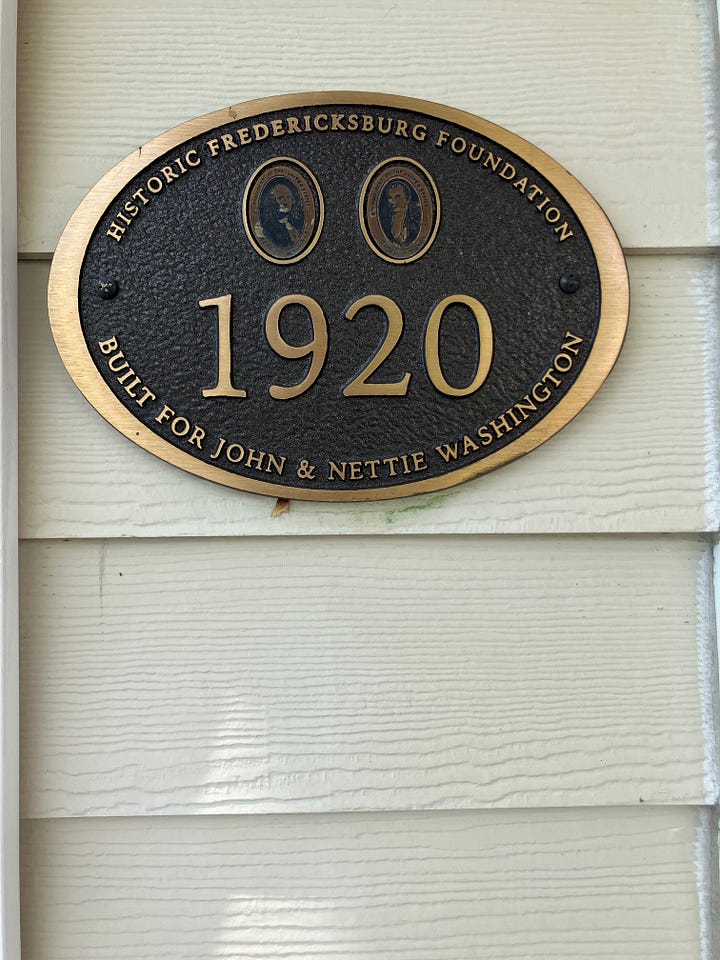 HISTORIC FREDERICKSBURG FOUNDATION
1920
BUILT FOR JOHN & NETTIE WASHINGTON